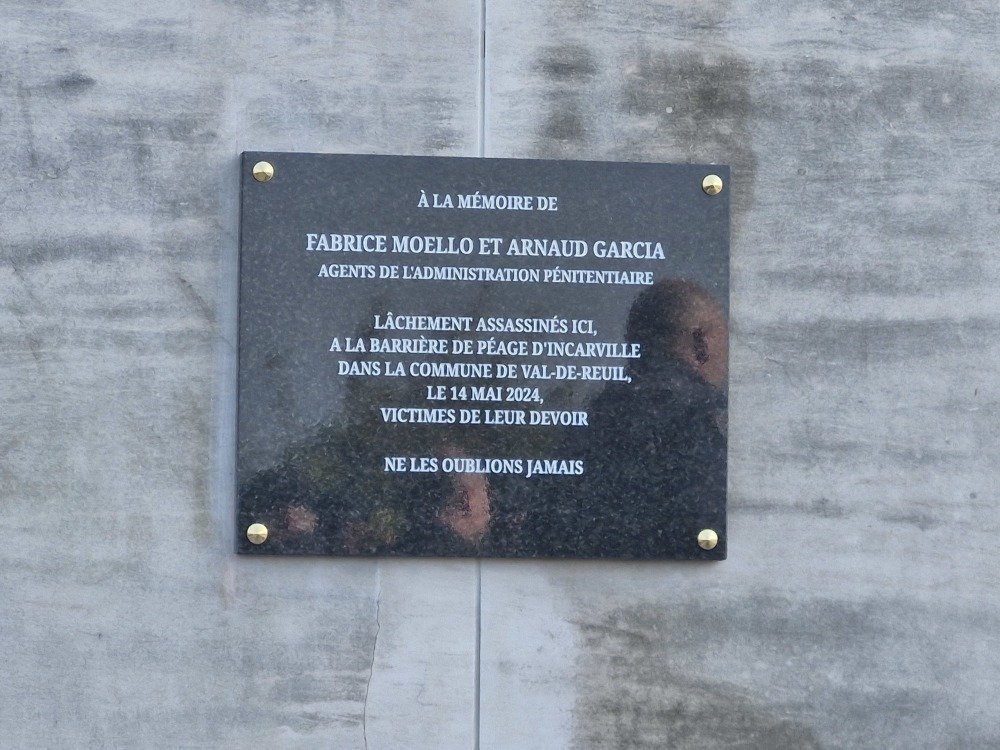 À LA MÉMOIRE DE
FABRICE MOELLO ET ARNAUD GARCIA
AGENTS DE L'ADMINISTRATION PÉNITENTIAIRE
LÂCHEMENT ASSASSINÉS ICI,
A LA BARRIÈRE DE PÉAGE D'INCARVILLE
DANS LA COMMUNE DE VAL-DE-REUIL,
LE 14 MAI 2024,
VICTIMES DE LEUR DEVOIR
NE LES OUBLIONS JAMAIS